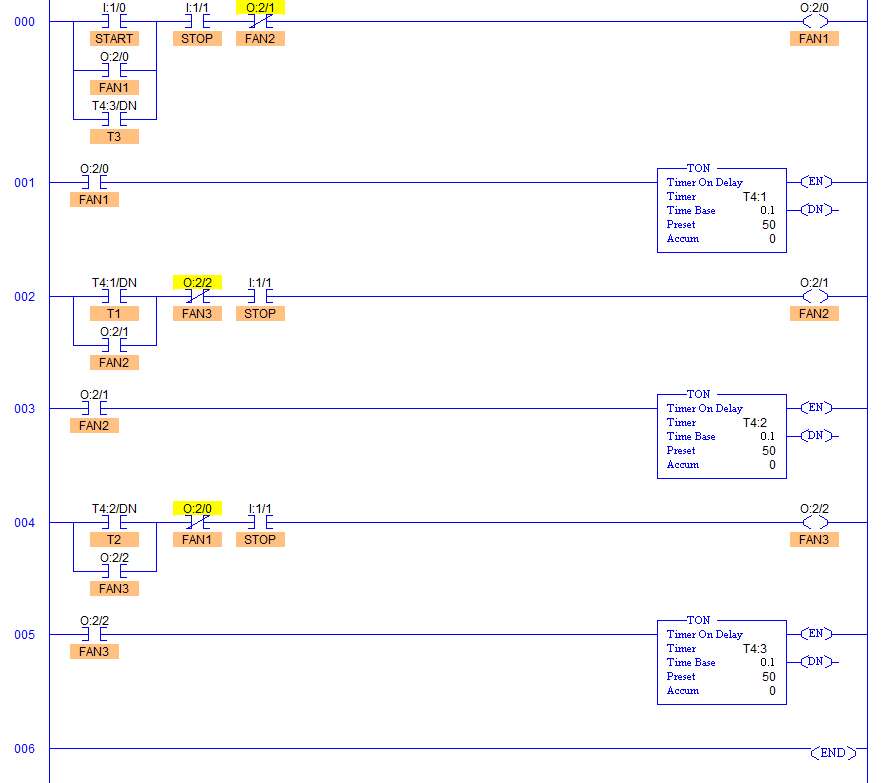 I:1/0 I:1/1 O:2/1 O:2/0
000
START STOP FAN2 FAN1
O:2/0
FAN1
T4:3/DN
T3
O:2/0
001
FAN1
TON
Timer On Delay EN
Timer T4:1
Time Base 0.1 DN
Preset 50
Accum 0
T4:1/DN O:2/2 I:1/1 O:2/1
002
T1 FAN3 STOP FAN2
O:2/1
FAN2
O:2/1
003
FAN2
TON
Timer On Delay EN
Timer T4:2
Time Base 0.1 DN
Preset 50
Accum 0
T4:2/DN O:2/0 I:1/1 O:2/2
004
T2 FAN1 STOP FAN3
O:2/2
FAN3
O:2/2
005
FAN3
TON
Timer On Delay EN
Timer T4:3
Time Base 0.1 DN
Preset 50
Accum 0
006 END